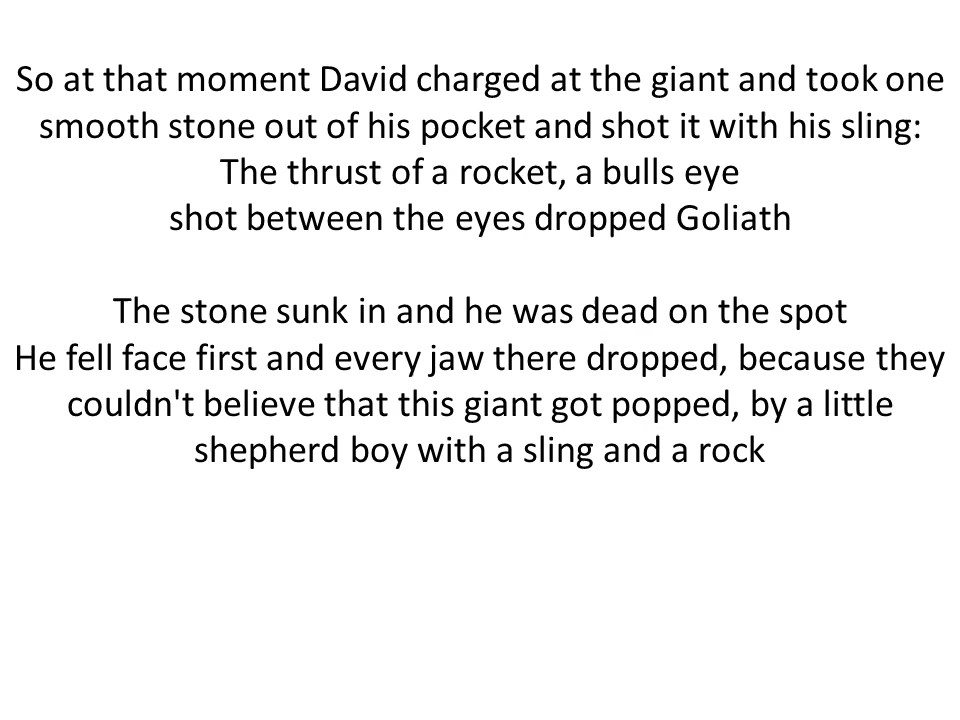 So at that moment David charged at the giant and took one
smooth stone out of his pocket and shot it with his sling:
The thrust of a rocket, a bulls eye
shot between the eyes dropped Goliath
The stone sunk in and he was dead on the spot
He fell face first and every jaw there dropped, because they
couldn't believe that this giant got popped, by a little
shepherd boy with a sling and a rock